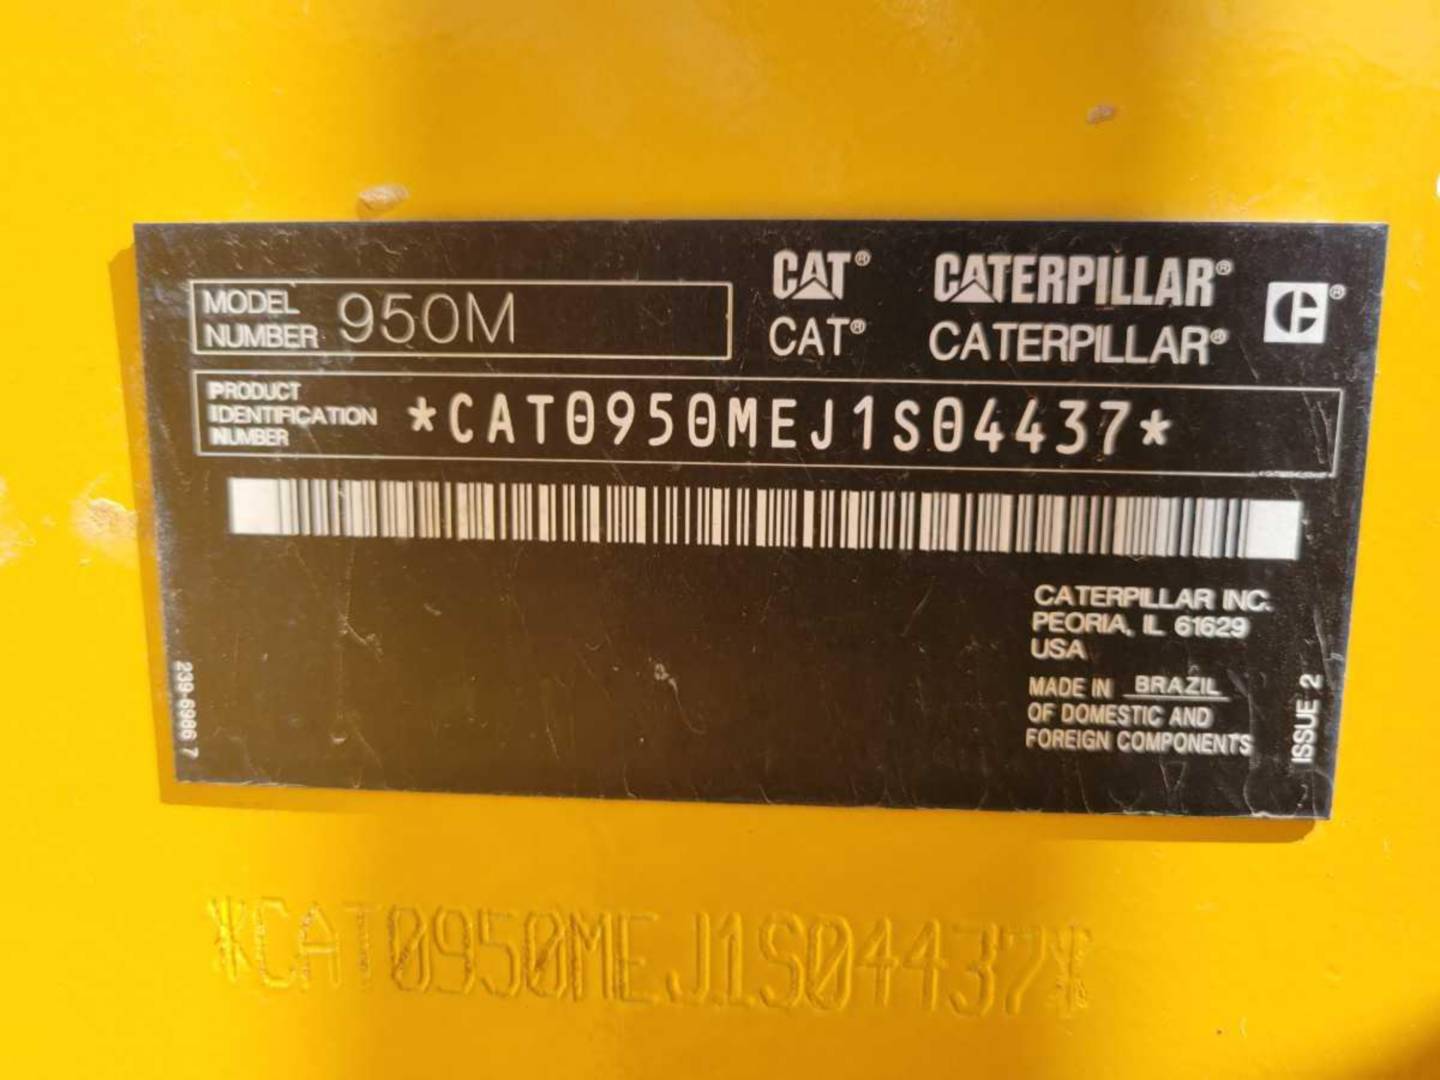 CAT® CATERPILLAR®
MODEL NUMBER 950M
CAT® CATERPILLAR®
PRODUCT IDENTIFICATION NUMBER *CAT0950MEJ1S04437*
CATERPILLAR INC.
PEORIA, IL 61629
USA
MADE IN BRAZIL
OF DOMESTIC AND
FOREIGN COMPONENTS
239-6986 7
ISSUE 2
*CAT0950MEJ1S04437*